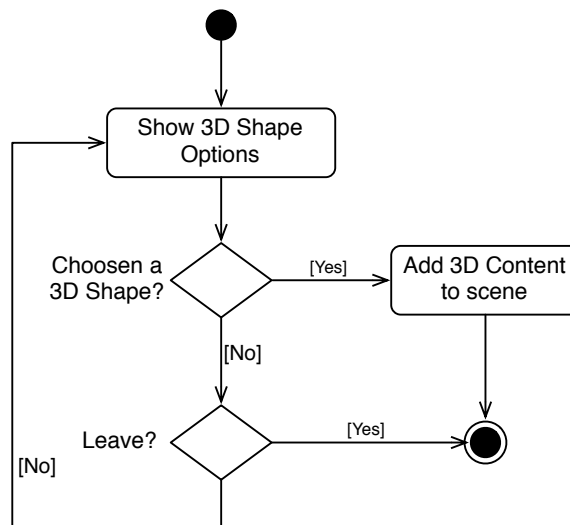 Show 3D Shape
Options
Choosen a
3D Shape?
[Yes]
Add 3D Content
to scene
[No]
Leave?
[Yes]
[No]